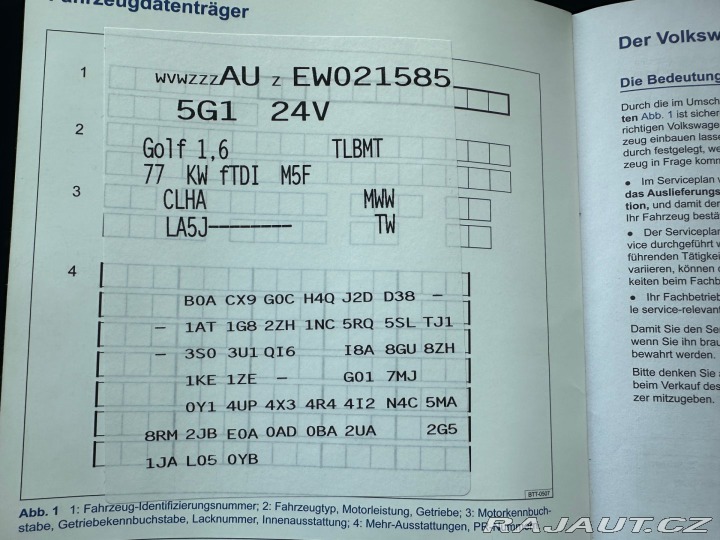 Fahrzeugdatenträger
1
WVWZZZAU Z EW021585
5G1 24V
2
Golf 1,6 TLBMT
77 KW fTDI M5F
3
CLHA MWW
LA5J-------- TW
4
B0A CX9 G0C H4Q J2D D38 -
- 1AT 1G8 2ZH 1NC 5RQ 5SL TJ1
- 3S0 3U1 QI6 I8A 8GU 8ZH
1KE 1ZE - G01 7MJ
0Y1 4UP 4X3 4R4 4I2 N4C 5MA
8RM 2JB E0A 0AD 0BA 2UA 2G5
1JA L05 0YB
BTT-0507
Abb. 1 1: Fahrzeug-Identifizierungsnummer; 2: Fahrzeugtyp, Motorleistung, Getriebe; 3: Motorkennbuch-
stabe, Getriebekennbuchstabe, Lacknummer, Innenausstattung; 4: Mehr-Ausstattungen,
Der Volksw
Die Bedeutung
Durch die im Umsch
ten Abb. 1 ist sicher
richtigen Volkswage
zeug einbauen lass
durch festgelegt, we
zeug in Frage komm
• Im Serviceplan
das Auslieferungs
tion, und damit der
Ihr Fahrzeug bestä
• Der Serviceplan
vice durchgeführt
führenden Tätigkei
variieren, können
keiten beim Fachb
• Ihr Fachbetrieb
le service-relevan
Damit Sie den Se
wenn Sie ihn brau
bewahrt werden.
Bitte denken Sie
beim Verkauf des
zer mitzugeben.
RAJAUT.CZ